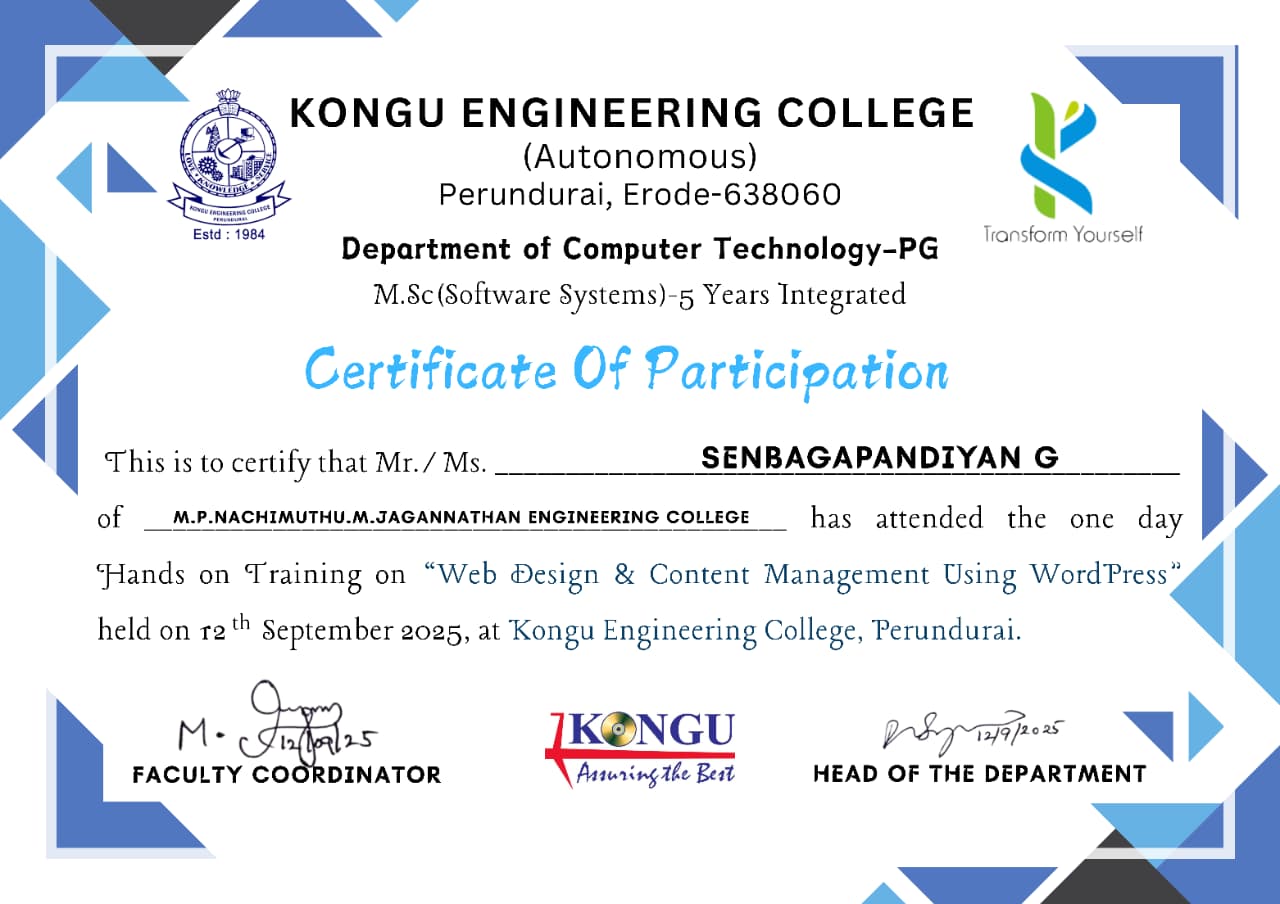 KONGU ENGINEERING COLLEGE
(Autonomous)
Perundurai, Erode-638060
LOVE • KNOWLEDGE • SERVICE
KONGU ENGINEERING COLLEGE
PERUNDURAI
Estd : 1984
Transform Yourself
Department of Computer Technology-PG
M.Sc(Software Systems)-5 Years Integrated
Certificate Of Participation
This is to certify that Mr./ Ms. SENBAGAPANDIYAN G
of M.P.NACHIMUTHU.M.JAGANNATHAN ENGINEERING COLLEGE has attended the one day
Hands on Training on “Web Design & Content Management Using WordPress”
held on 12th September 2025, at Kongu Engineering College, Perundurai.
M.
12/09/25
FACULTY COORDINATOR
KONGU
Assuring the Best
12/9/2025
HEAD OF THE DEPARTMENT